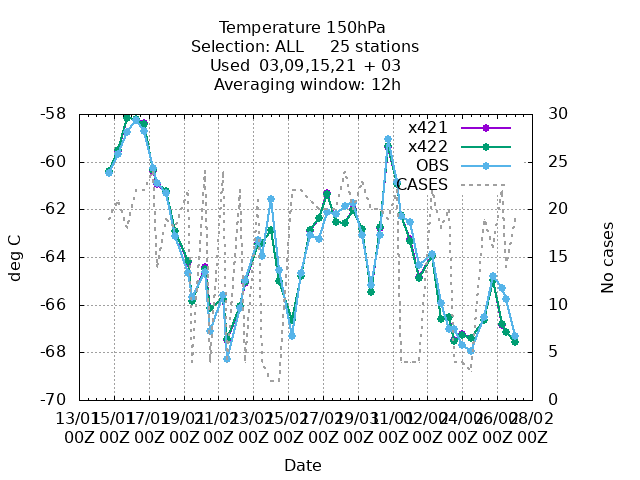 Temperature 150hPa
Selection: ALL 25 stations
Used 03,09,15,21 + 03
Averaging window: 12h
x421
x422
OBS
CASES
-58
-60
-62
-64
-66
-68
-70
deg C
30
25
20
15
10
5
0
No cases
13/01 15/01 17/01 19/01 21/01 23/01 25/01 27/01 29/01 31/01 02/02 04/02 06/02 08/02
00Z 00Z 00Z 00Z 00Z 00Z 00Z 00Z 00Z 00Z 00Z 00Z 00Z 00Z
Date